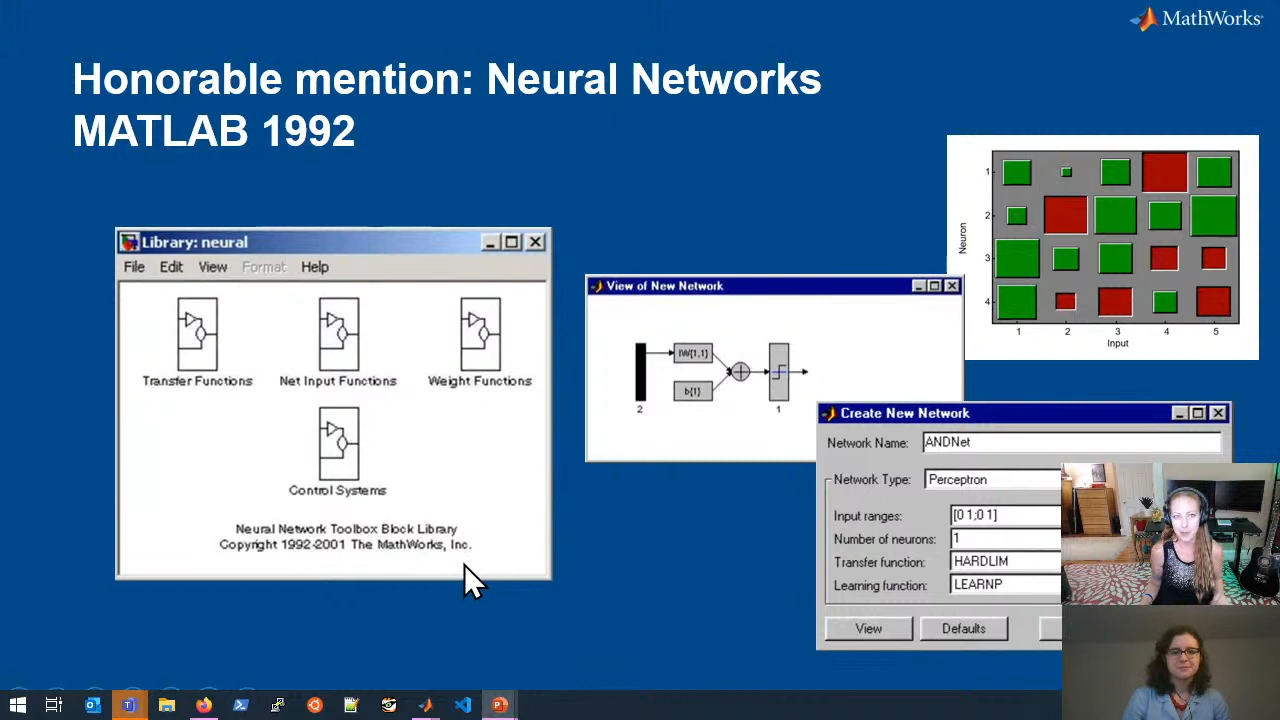 MathWorks®
Honorable mention: Neural Networks
MATLAB 1992
Library: neural
File Edit View Format Help
Transfer Functions Net Input Functions Weight Functions
Control Systems
Neural Network Toolbox Block Library
Copyright 1992-2001 The MathWorks, Inc.
View of New Network
IW{1,1}
b{1}
2 1
Neuron
1
2
3
4
1 2 3 4 5
Input
Create New Network
Network Name: ANDNet
Network Type: Perceptron
Input ranges: [0 1;0 1]
Number of neurons: 1
Transfer function: HARDLIM
Learning function: LEARNP
View Defaults